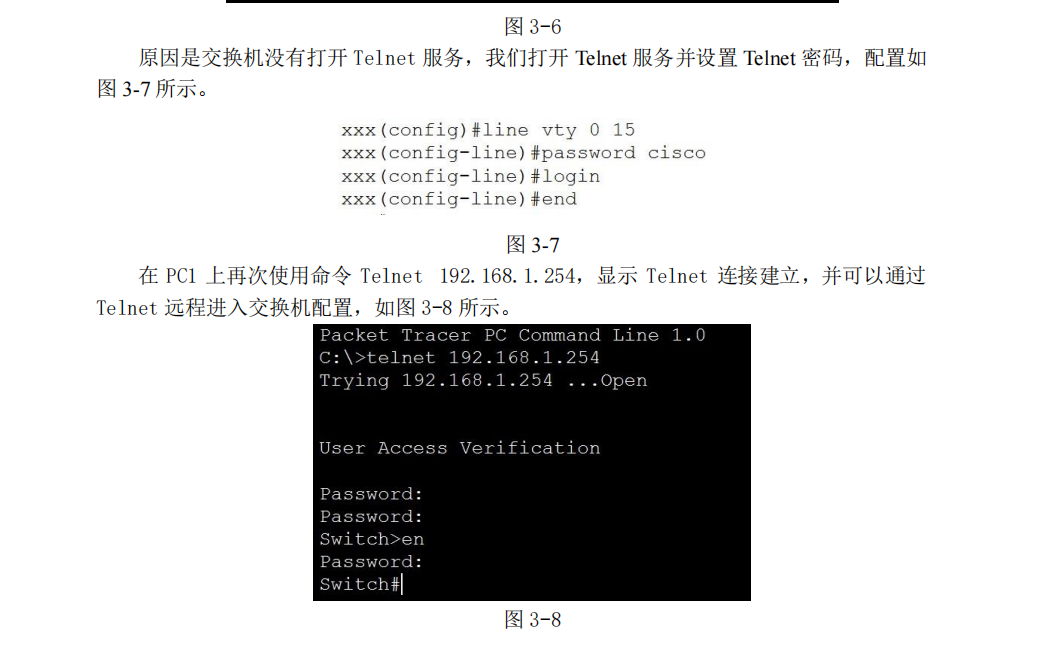 图 3-6
原因是交换机没有打开 Telnet 服务，我们打开 Telnet 服务并设置 Telnet 密码，配置如
图 3-7 所示。
xxx(config)#line vty 0 15
xxx(config-line)#password cisco
xxx(config-line)#login
xxx(config-line)#end
图 3-7
在 PC1 上再次使用命令 Telnet 192.168.1.254，显示 Telnet 连接建立，并可以通过
Telnet 远程进入交换机配置，如图 3-8 所示。
Packet Tracer PC Command Line 1.0
C:\>telnet 192.168.1.254
Trying 192.168.1.254 ...Open
User Access Verification
Password:
Password:
Switch>en
Password:
Switch#
图 3-8